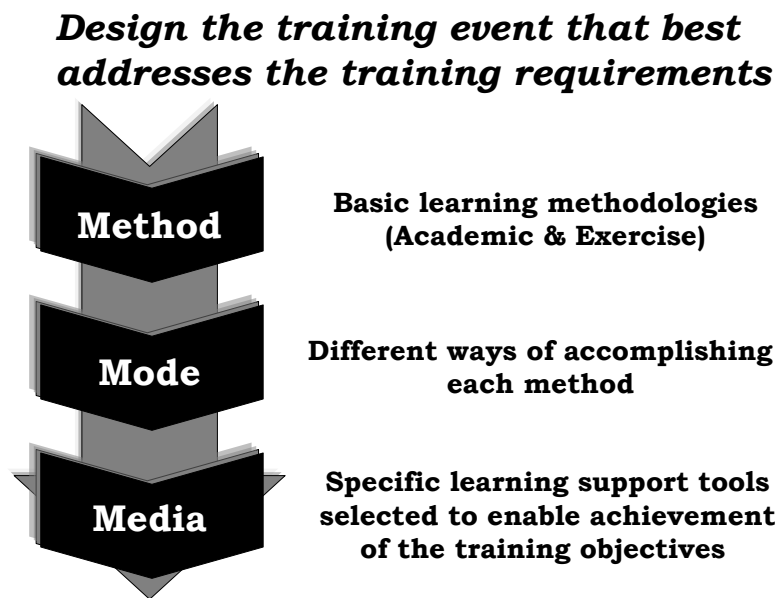 Design the training event that best
addresses the training requirements
Method
Basic learning methodologies
(Academic & Exercise)
Mode
Different ways of accomplishing
each method
Media
Specific learning support tools
selected to enable achievement
of the training objectives